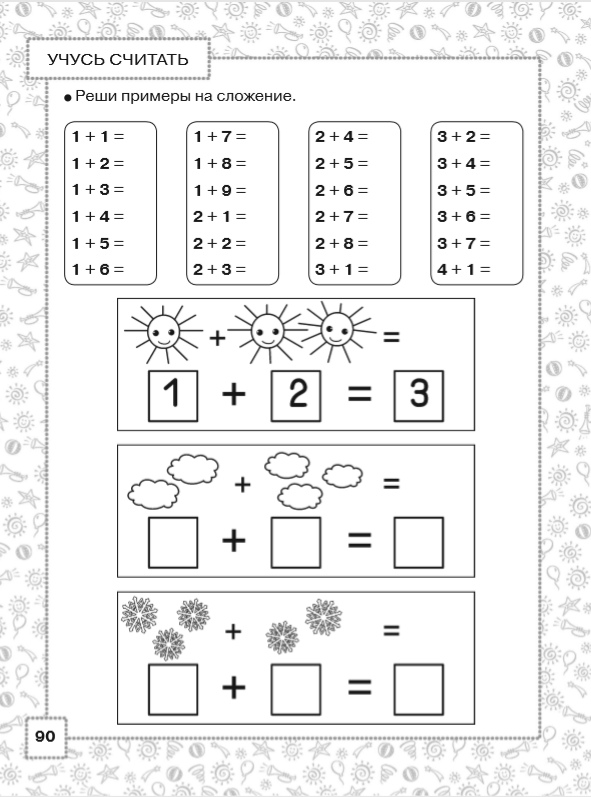 УЧУСЬ СЧИТАТЬ
● Реши примеры на сложение.
1 + 1 =
1 + 2 =
1 + 3 =
1 + 4 =
1 + 5 =
1 + 6 =
1 + 7 =
1 + 8 =
1 + 9 =
2 + 1 =
2 + 2 =
2 + 3 =
2 + 4 =
2 + 5 =
2 + 6 =
2 + 7 =
2 + 8 =
3 + 1 =
3 + 2 =
3 + 4 =
3 + 5 =
3 + 6 =
3 + 7 =
4 + 1 =
+ =
1 + 2 = 3
+ =
+ =
+ =
+ =
90